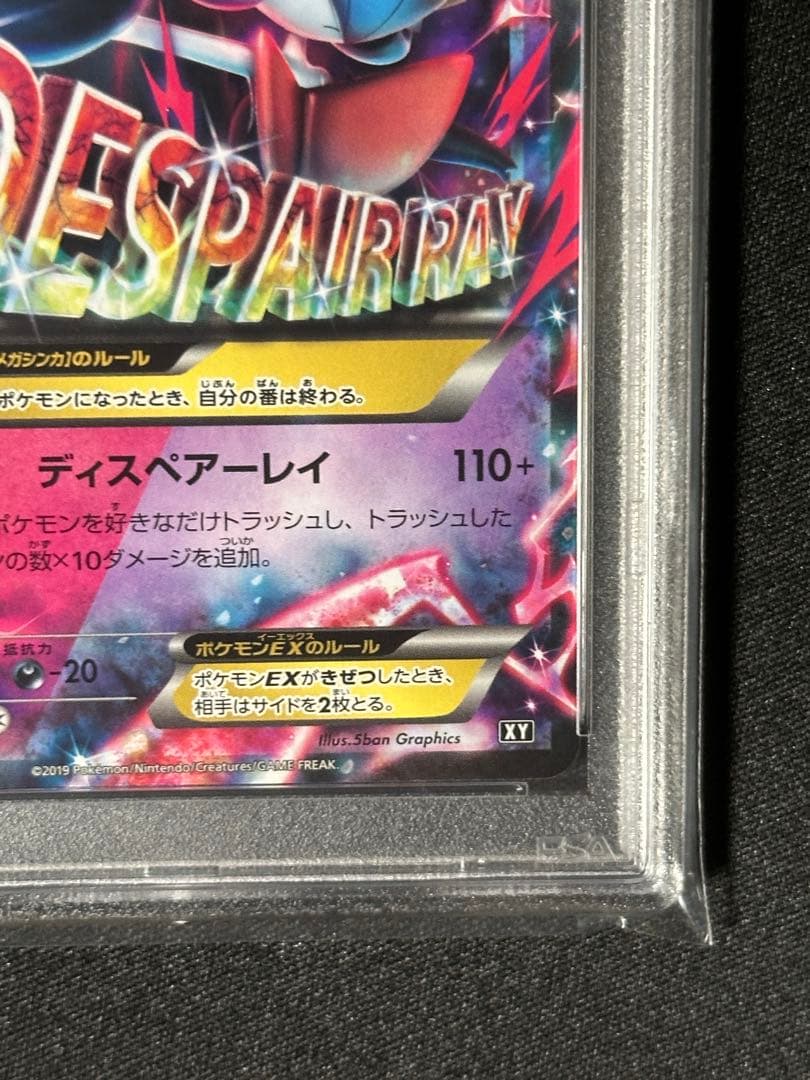 DESPAIR RAY
メガシンカ]のルール
ポケモンになったとき、自分の番は終わる。
ディスペアーレイ 110+
ポケモンを好きなだけトラッシュし、トラッシュした
ンの数×10ダメージを追加。
抵抗力
-20
ポケモンEXのルール
ポケモンEXがきぜつしたとき、
相手はサイドを2枚とる。
Illus.5ban Graphics
XY
©2019 Pokémon/Nintendo/Creatures/GAME FREAK.
PSA